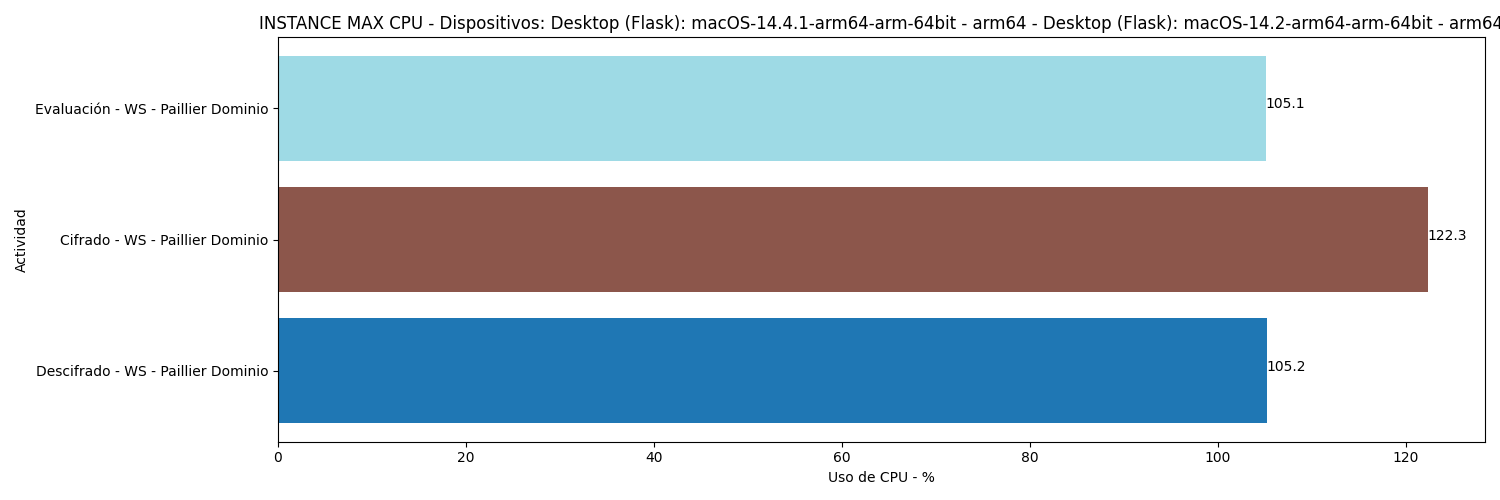 INSTANCE MAX CPU - Dispositivos: Desktop (Flask): macOS-14.4.1-arm64-arm-64bit - arm64 - Desktop (Flask): macOS-14.2-arm64-arm-64bit - arm64
Evaluación - WS - Paillier Dominio
105.1
Cifrado - WS - Paillier Dominio
122.3
Descifrado - WS - Paillier Dominio
105.2
Actividad
0 20 40 60 80 100 120
Uso de CPU - %